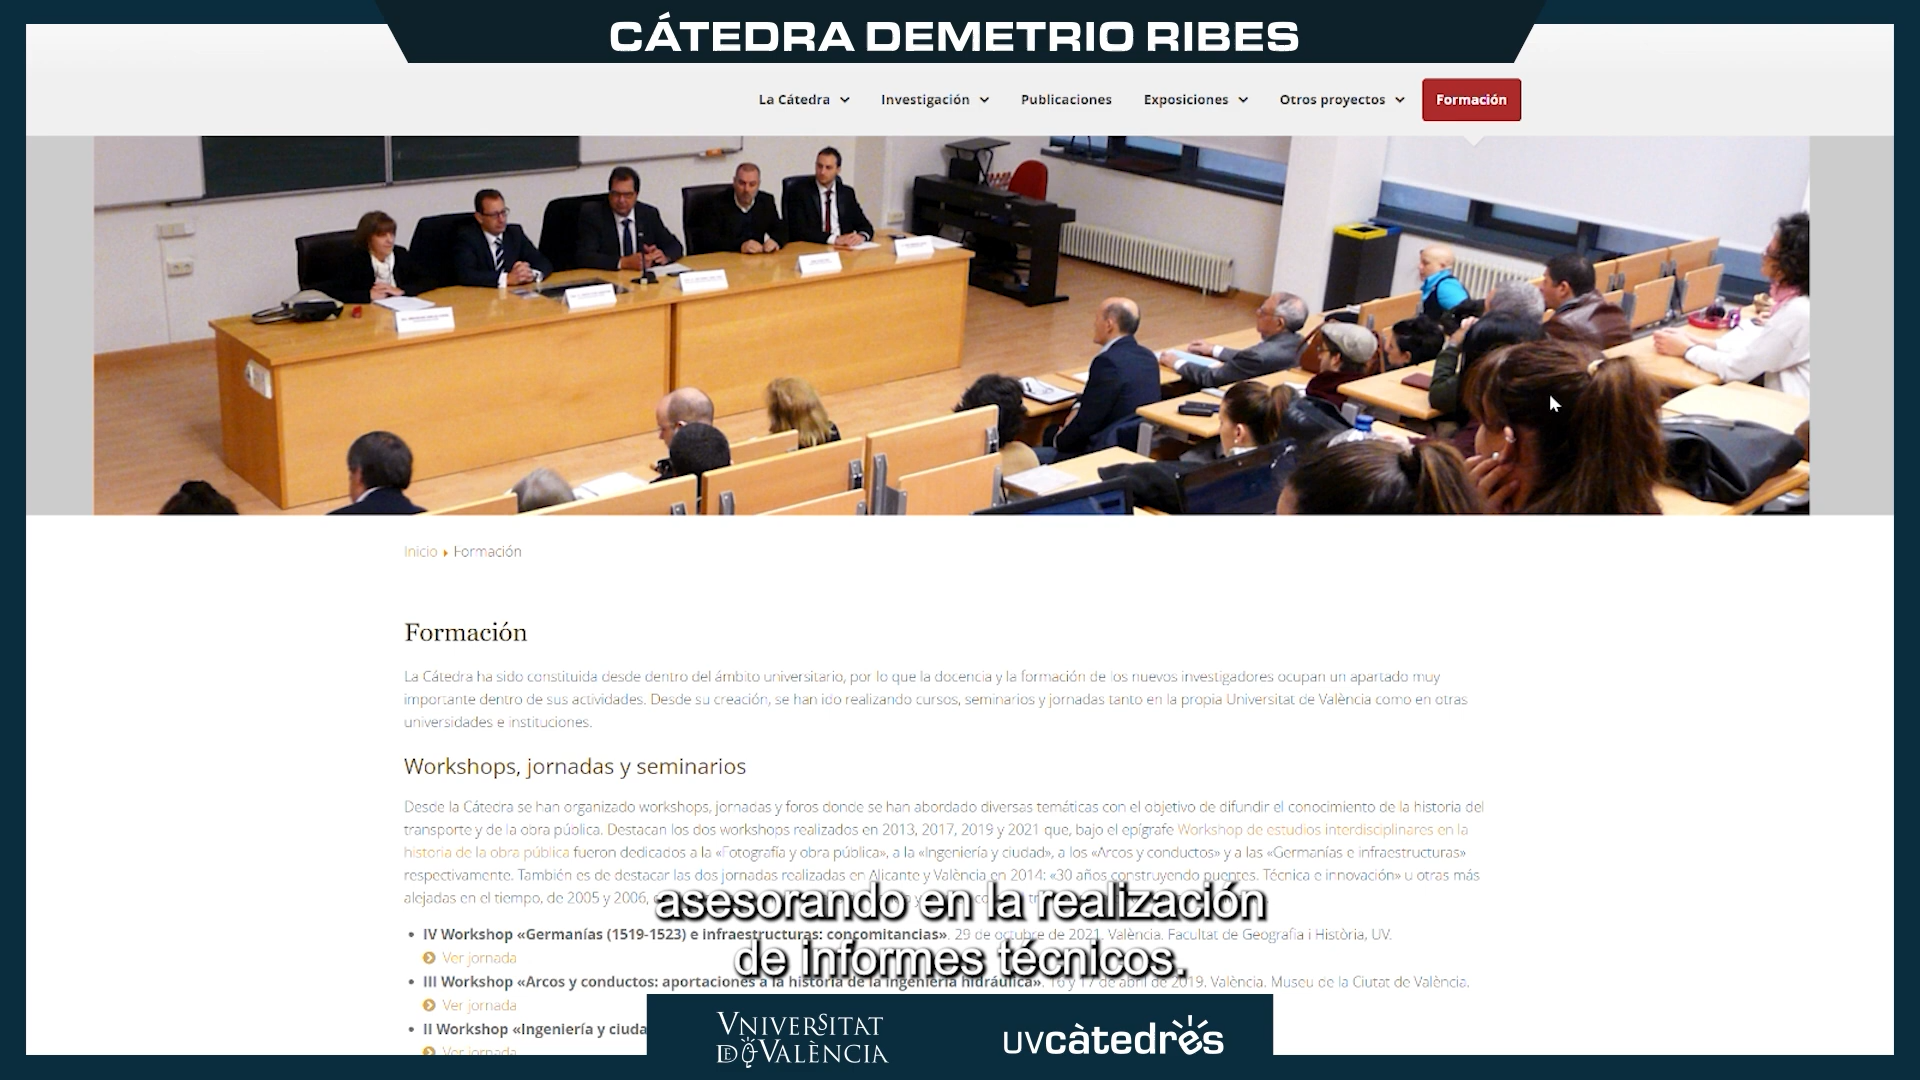 CÁTEDRA DEMETRIO RIBES
La Cátedra Investigación Publicaciones Exposiciones Otros proyectos Formación
Inicio Formación
Formación
La Cátedra ha sido constituida desde dentro del ámbito universitario, por lo que la docencia y la formación de los nuevos investigadores ocupan un apartado muy
importante dentro de sus actividades. Desde su creación, se han ido realizando cursos, seminarios y jornadas tanto en la propia Universitat de València como en otras
universidades e instituciones.
Workshops, jornadas y seminarios
Desde la Cátedra se han organizado workshops, jornadas y foros donde se han abordado diversas temáticas con el objetivo de difundir el conocimiento de la historia del
transporte y de la obra pública. Destacan los dos workshops realizados en 2013, 2017, 2019 y 2021 que, bajo el epígrafe Workshop de estudios interdisciplinares en la
historia de la obra pública fueron dedicados a la «Fotografía y obra pública», a la «Ingeniería y ciudad», a los «Arcos y conductos» y a las «Germanías e infraestructuras»
respectivamente. También es de destacar las dos jornadas realizadas en Alicante y València en 2014: «30 años construyendo puentes. Técnica e innovación» u otras más
alejadas en el tiempo, de 2005 y 2006,
asesorando en la realización
• IV Workshop «Germanías (1519-1523) e infraestructuras: concomitancias». 29 de octubre de 2021. València. Facultat de Geografia i Història, UV.
Ver jornada
de informes técnicos.
• III Workshop «Arcos y conductos: aportaciones a la historia de la ingeniería hidráulica». 16 y 17 de abril de 2019. València. Museu de la Ciutat de València.
Ver jornada
• II Workshop «Ingeniería y ciuda
Ver Jornada
VNIVERSITAT
DE VALÈNCIA
uvcàtedres